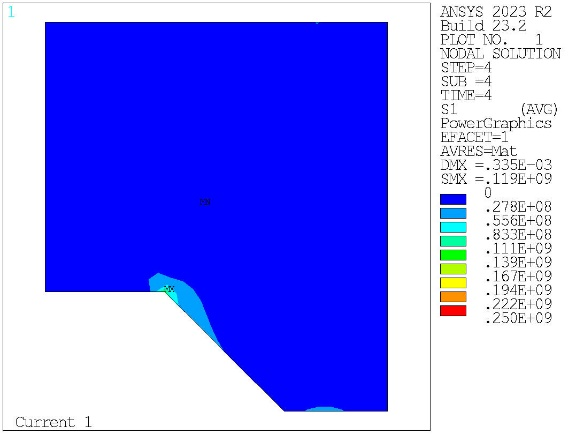 1
ANSYS 2023 R2
Build 23.2
PLOT NO. 1
NODAL SOLUTION
STEP=4
SUB =4
TIME=4
S1 (AVG)
PowerGraphics
EFACET=1
AVRES=Mat
DMX =.335E-03
SMX =.119E+09
0
.278E+08
.556E+08
.833E+08
.111E+09
.139E+09
.167E+09
.194E+09
.222E+09
.250E+09
MN
MX
Current 1